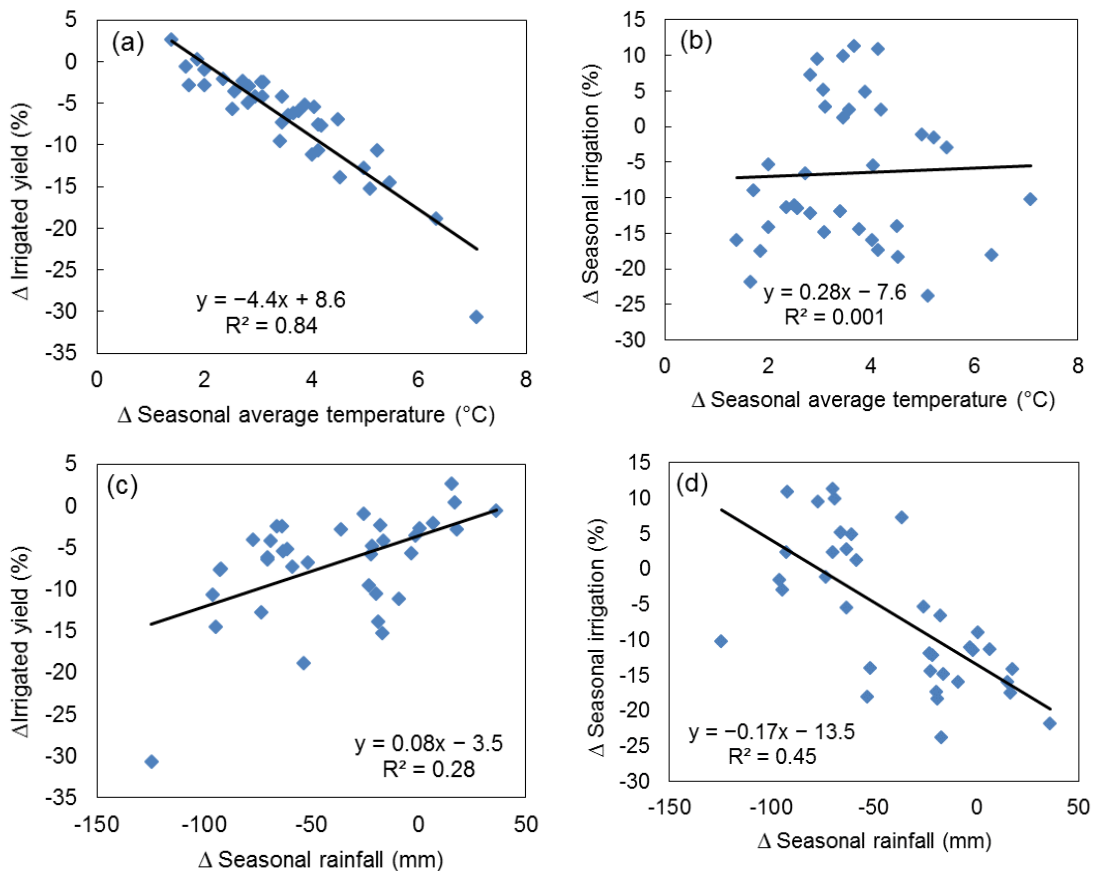 (a)
5
0
-5
-10
-15
-20
-25
-30
-35
Δ Irrigated yield (%)
y = −4.4x + 8.6
R² = 0.84
0 2 4 6 8
Δ Seasonal average temperature (°C)
(b)
15
10
5
0
-5
-10
-15
-20
-25
-30
Δ Seasonal irrigation (%)
y = 0.28x − 7.6
R² = 0.001
0 2 4 6 8
Δ Seasonal average temperature (°C)
(c)
5
0
-5
-10
-15
-20
-25
-30
-35
ΔIrrigated yield (%)
y = 0.08x − 3.5
R² = 0.28
-150 -100 -50 0 50
Δ Seasonal rainfall (mm)
(d)
15
10
5
0
-5
-10
-15
-20
-25
-30
Δ Seasonal irrigation (%)
y = −0.17x − 13.5
R² = 0.45
-150 -100 -50 0 50
Δ Seasonal rainfall (mm)